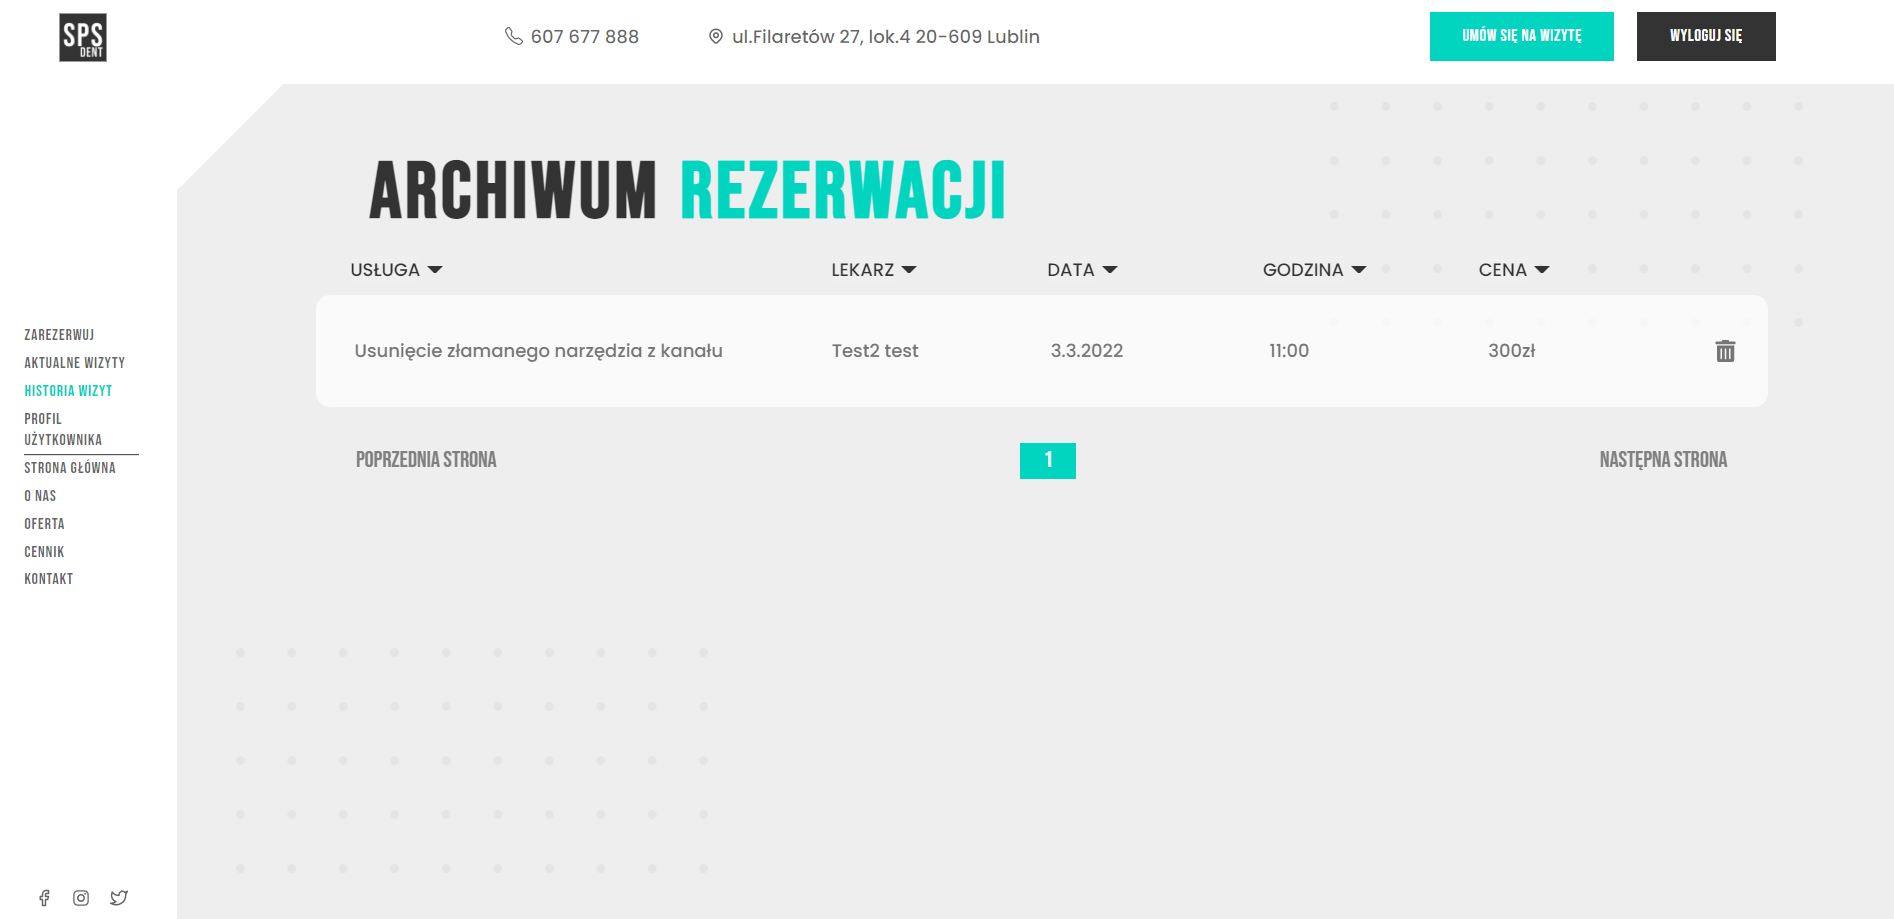 SPS
DENT
607 677 888
ul.Filaretów 27, lok.4 20-609 Lublin
UMÓW SIĘ NA WIZYTĘ
WYLOGUJ SIĘ
ARCHIWUM REZERWACJI
USŁUGA LEKARZ DATA GODZINA CENA
Usunięcie złamanego narzędzia z kanału Test2 test 3.3.2022 11:00 300zł
POPRZEDNIA STRONA 1 NASTĘPNA STRONA
ZAREZERWUJ
AKTUALNE WIZYTY
HISTORIA WIZYT
PROFIL
UŻYTKOWNIKA
STRONA GŁÓWNA
O NAS
OFERTA
CENNIK
KONTAKT